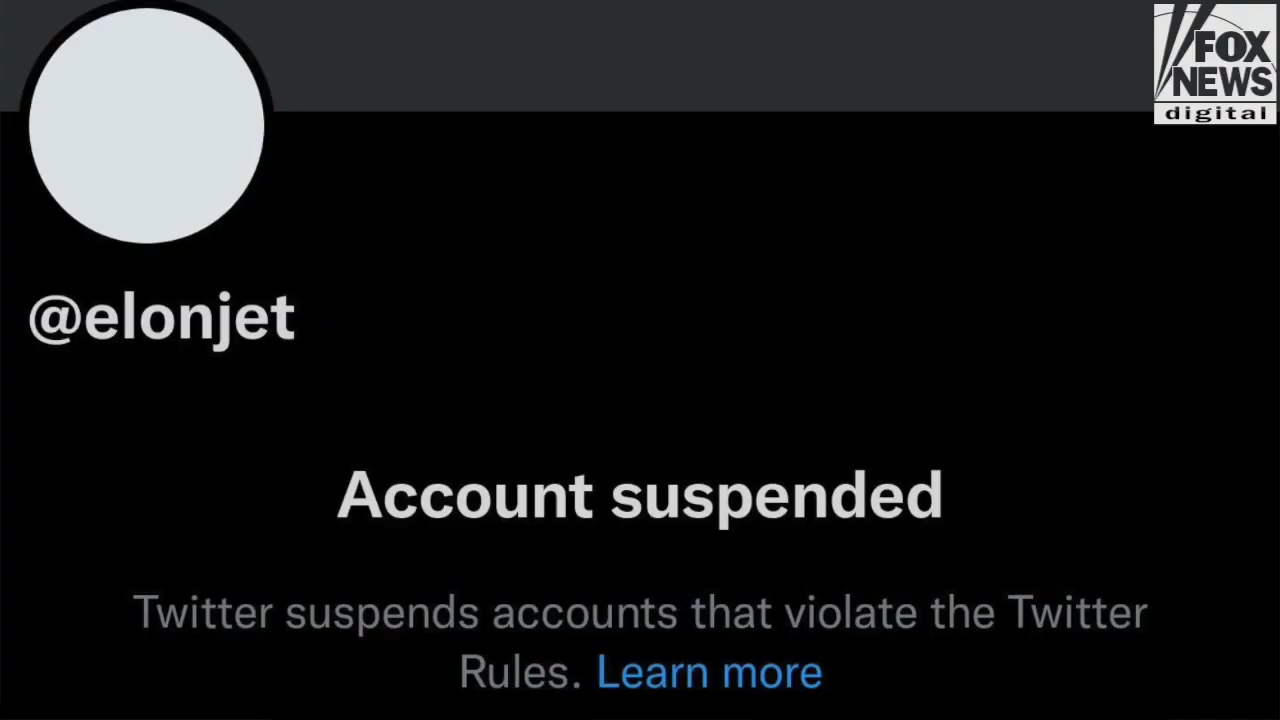 FOX
NEWS
digital
@elonjet
Account suspended
Twitter suspends accounts that violate the Twitter
Rules. Learn more